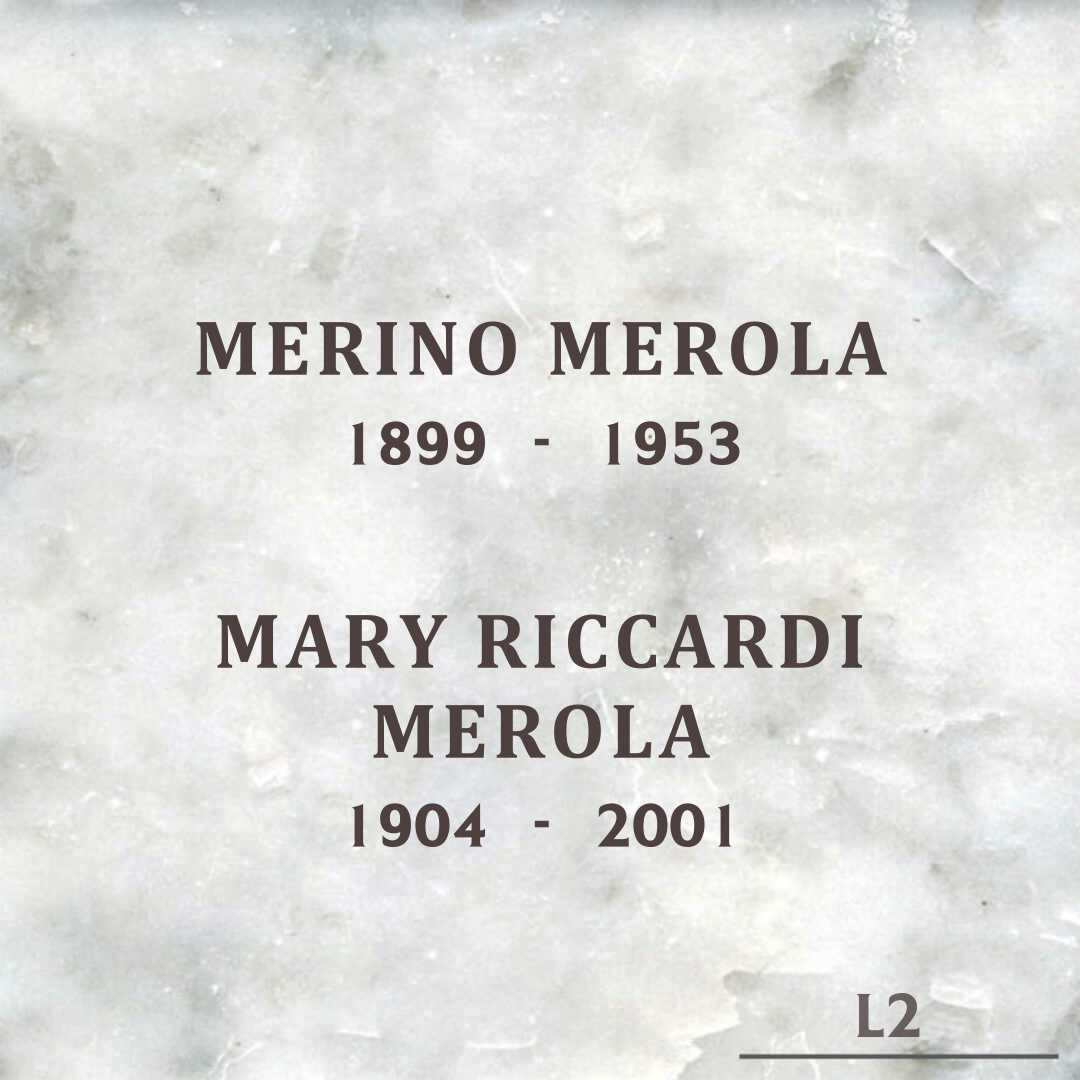 MERINO MEROLA
1899 - 1953
MARY RICCARDI
MEROLA
1904 - 2001
L2